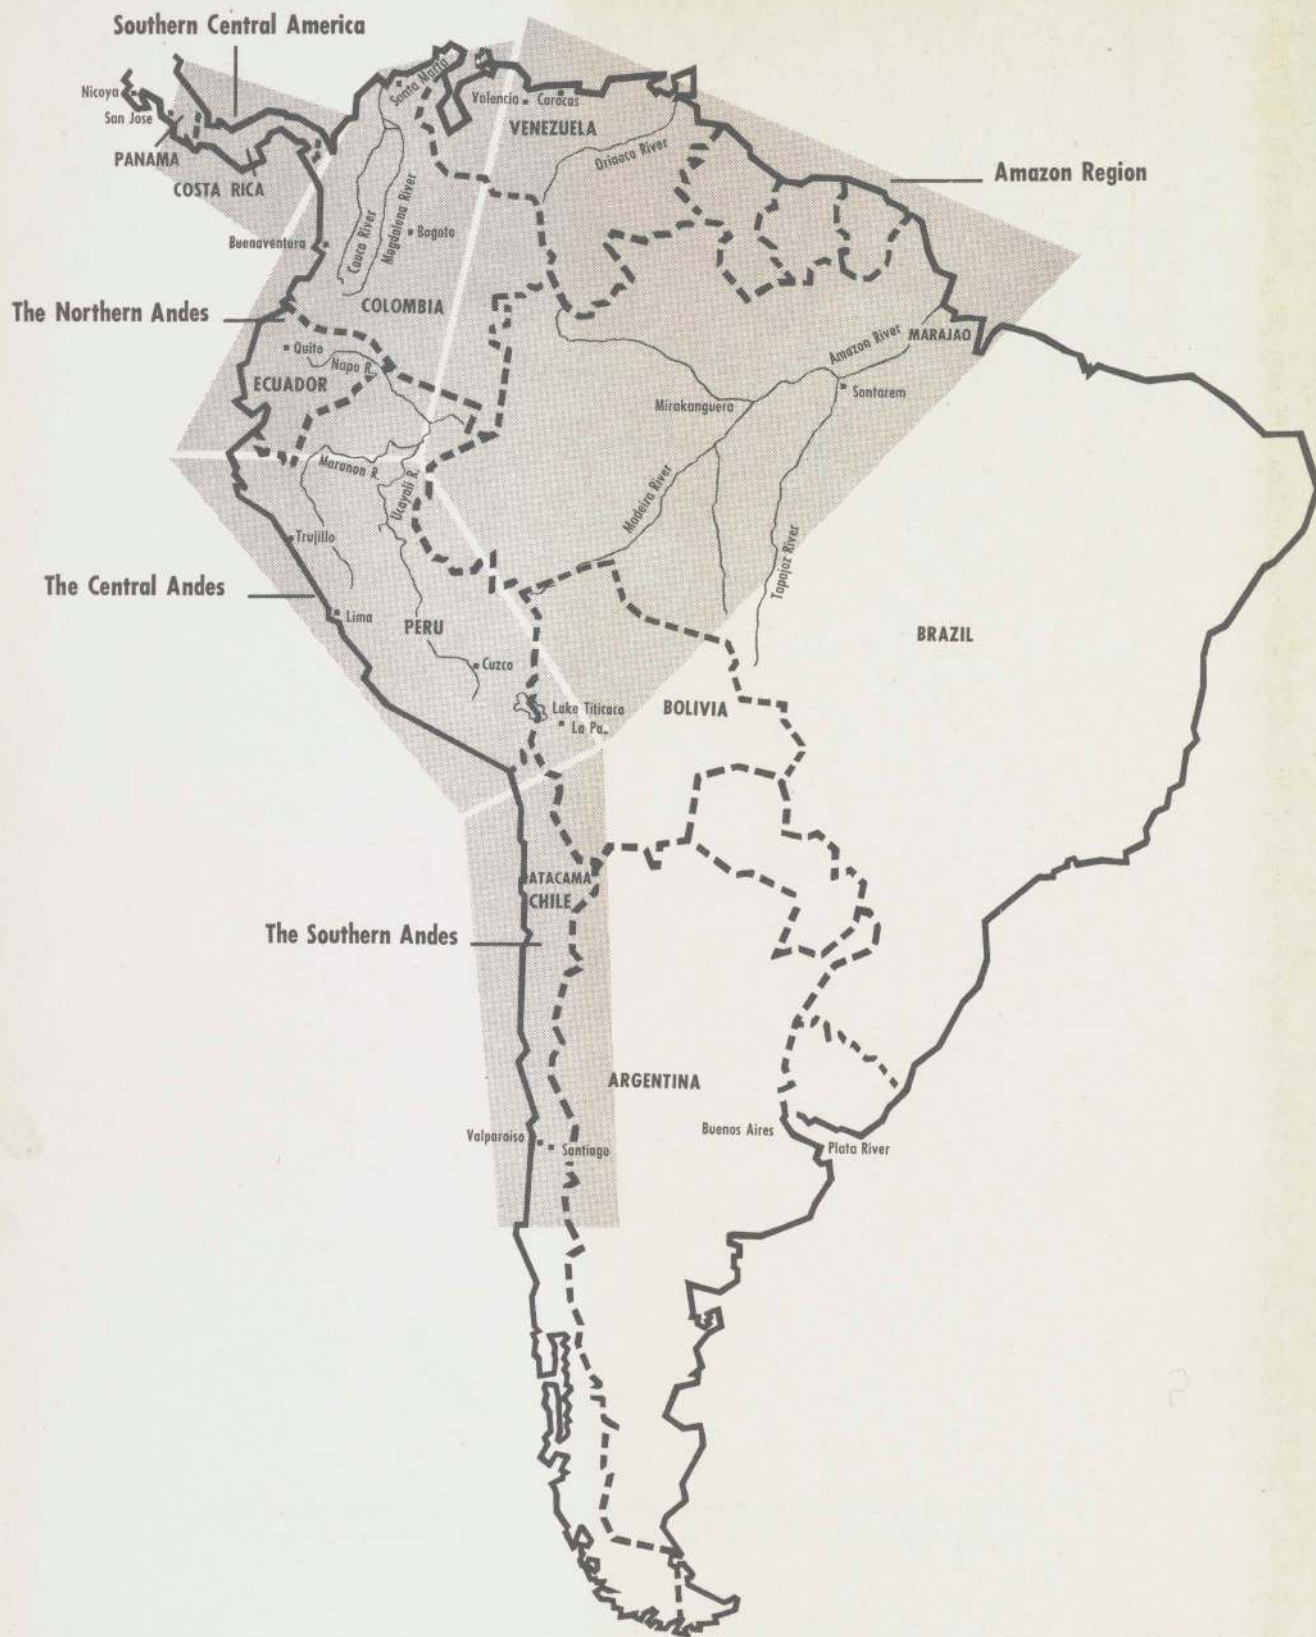 Southern Central America
Nicoya
San Jose
PANAMA
COSTA RICA
Santa Marta
Valencia
Caracas
VENEZUELA
Orinoco River
Amazon Region
Cauca River
Magdalena River
Bogota
Buenaventura
COLOMBIA
The Northern Andes
Quito
Napo R.
ECUADOR
Amazon River
MARAJAO
Santarem
Mirakanguera
Maranon R.
Ucayali R.
Madeira River
Tapajoz River
Trujillo
The Central Andes
Lima
PERU
BRAZIL
Cuzco
Lake Titicaca
La Pa..
BOLIVIA
ATACAMA
CHILE
The Southern Andes
ARGENTINA
Valparaiso
Santiago
Buenos Aires
Plata River